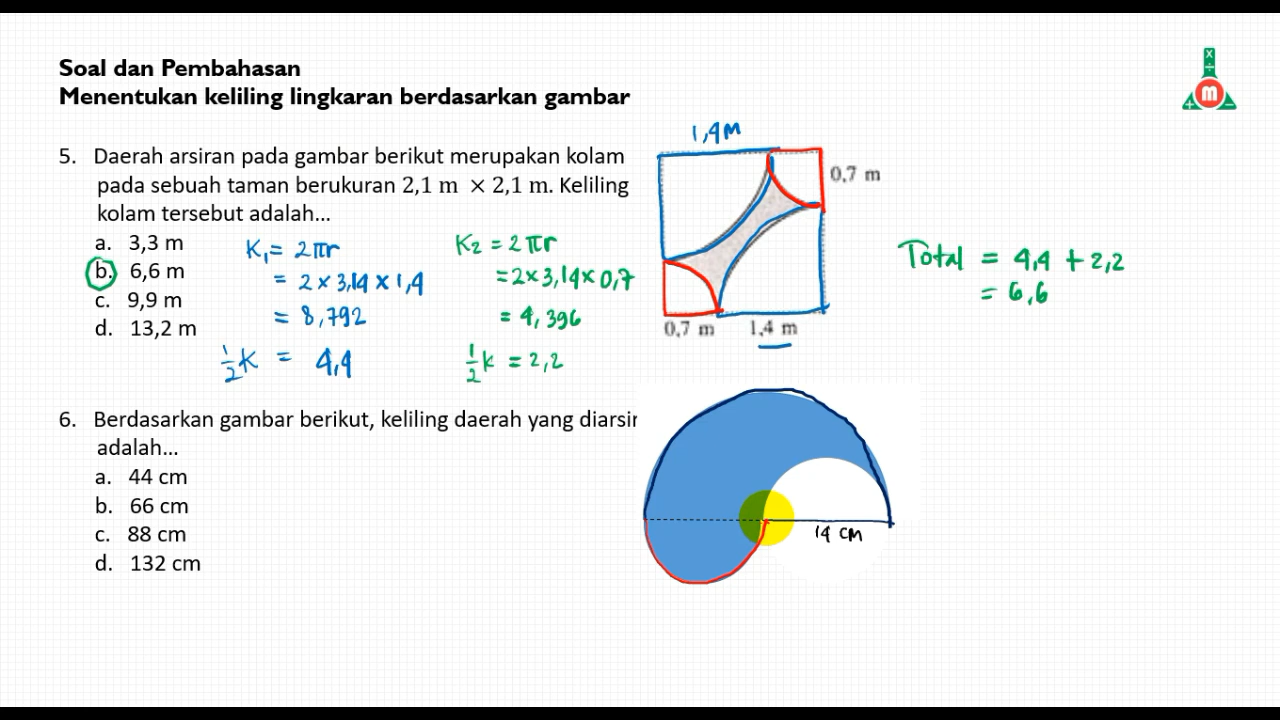 Soal dan Pembahasan
Menentukan keliling lingkaran berdasarkan gambar
x
÷
m
+ −
5. Daerah arsiran pada gambar berikut merupakan kolam
pada sebuah taman berukuran 2,1 m × 2,1 m. Keliling
kolam tersebut adalah...
a. 3,3 m
b. 6,6 m
c. 9,9 m
d. 13,2 m
K₁ = 2πr
= 2 × 3,14 × 1,4
= 8,792
½K = 4,4
K2 = 2πr
= 2 × 3,14 × 0,7
= 4,396
½K = 2,2
1,4 M
0,7 m
0,7 m 1,4 m
Total = 4,4 + 2,2
= 6,6
6. Berdasarkan gambar berikut, keliling daerah yang diarsir
adalah...
a. 44 cm
b. 66 cm
c. 88 cm
d. 132 cm
14 CM